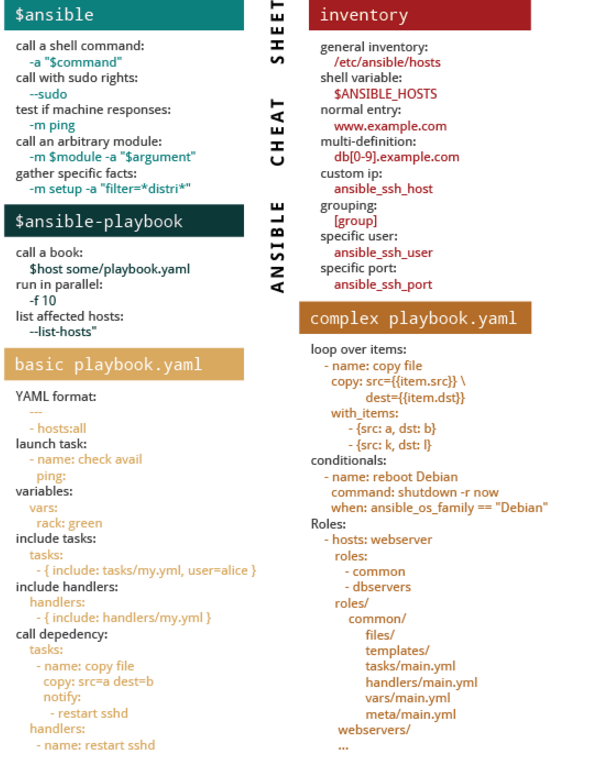 $ansible
call a shell command:
-a "$command"
call with sudo rights:
--sudo
test if machine responses:
-m ping
call an arbitrary module:
-m $module -a "$argument"
gather specific facts:
-m setup -a "filter=*distri*"
$ansible-playbook
call a book:
$host some/playbook.yaml
run in parallel:
-f 10
list affected hosts:
--list-hosts"
basic playbook.yaml
YAML format:
---
- hosts:all
launch task:
- name: check avail
ping:
variables:
vars:
rack: green
include tasks:
tasks:
- { include: tasks/my.yml, user=alice }
include handlers:
handlers:
- { include: handlers/my.yml }
call depedency:
tasks:
- name: copy file
copy: src=a dest=b
notify:
- restart sshd
handlers:
- name: restart sshd
ANSIBLE CHEAT SHEET
inventory
general inventory:
/etc/ansible/hosts
shell variable:
$ANSIBLE_HOSTS
normal entry:
www.example.com
multi-definition:
db[0-9].example.com
custom ip:
ansible_ssh_host
grouping:
[group]
specific user:
ansible_ssh_user
specific port:
ansible_ssh_port
complex playbook.yaml
loop over items:
- name: copy file
copy: src={{item.src}} \
dest={{item.dst}}
with_items:
- {src: a, dst: b}
- {src: k, dst: l}
conditionals:
- name: reboot Debian
command: shutdown -r now
when: ansible_os_family == "Debian"
Roles:
- hosts: webserver
roles:
- common
- dbservers
roles/
common/
files/
templates/
tasks/main.yml
handlers/main.yml
vars/main.yml
meta/main.yml
webservers/
...